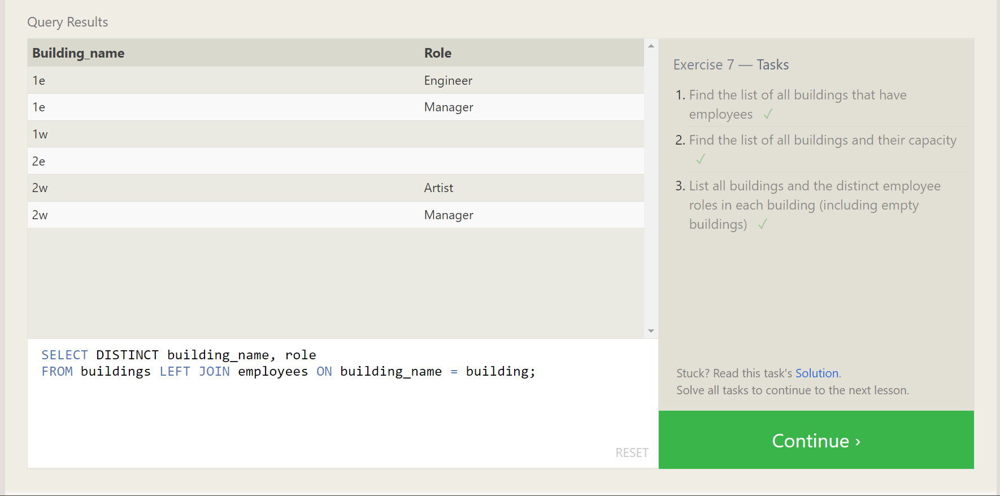 Query Results
Building_name Role
1e Engineer
1e Manager
1w
2e
2w Artist
2w Manager
SELECT DISTINCT building_name, role
FROM buildings LEFT JOIN employees ON building_name = building;
RESET
Exercise 7 — Tasks
1. Find the list of all buildings that have
employees ✓
2. Find the list of all buildings and their capacity
✓
3. List all buildings and the distinct employee
roles in each building (including empty
buildings) ✓
Stuck? Read this task's Solution.
Solve all tasks to continue to the next lesson.
Continue ›